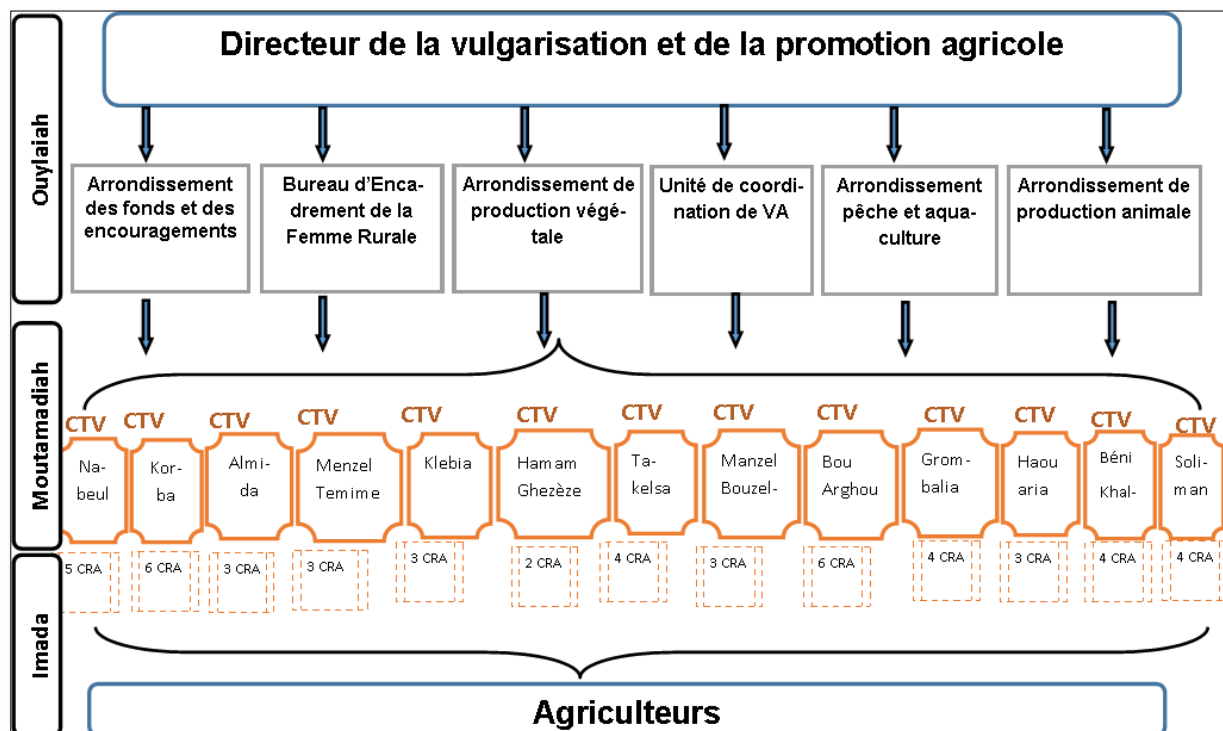 Directeur de la vulgarisation et de la promotion agricole
Ouylaiah
Arrondissement
des fonds et des
encouragements
Bureau d’Enca-
drement de la
Femme Rurale
Arrondissement de
production végé-
tale
Unité de coordi-
nation de VA
Arrondissement
pêche et aqua-
culture
Arrondissement de
production animale
Moutamadiah
CTV
CTV
CTV
CTV
CTV
CTV
CTV
CTV
CTV
CTV
CTV
CTV
CTV
Na-
beul
Kor-
ba
Almi-
da
Menzel
Temime
Klebia
Hamam
Ghezèze
Ta-
kelsa
Manzel
Bouzel-
Bou
Arghou
Grom-
balia
Haou
aria
Béni
Khal-
Soli-
man
Imada
5 CRA
6 CRA
3 CRA
3 CRA
3 CRA
2 CRA
4 CRA
3 CRA
6 CRA
4 CRA
3 CRA
4 CRA
4 CRA
Agriculteurs